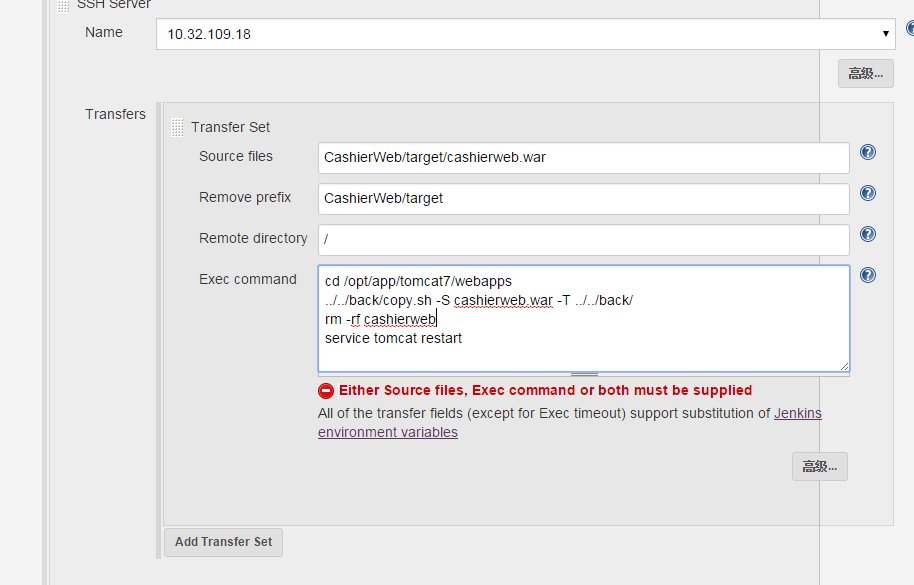 SSH Server
Name
10.32.109.18
高级...
Transfers
Transfer Set
Source files
CashierWeb/target/cashierweb.war
Remove prefix
CashierWeb/target
Remote directory
/
Exec command
cd /opt/app/tomcat7/webapps
../../back/copy.sh -S cashierweb.war -T ../../back/
rm -rf cashierweb
service tomcat restart
Either Source files, Exec command or both must be supplied
All of the transfer fields (except for Exec timeout) support substitution of Jenkins
environment variables
高级...
Add Transfer Set